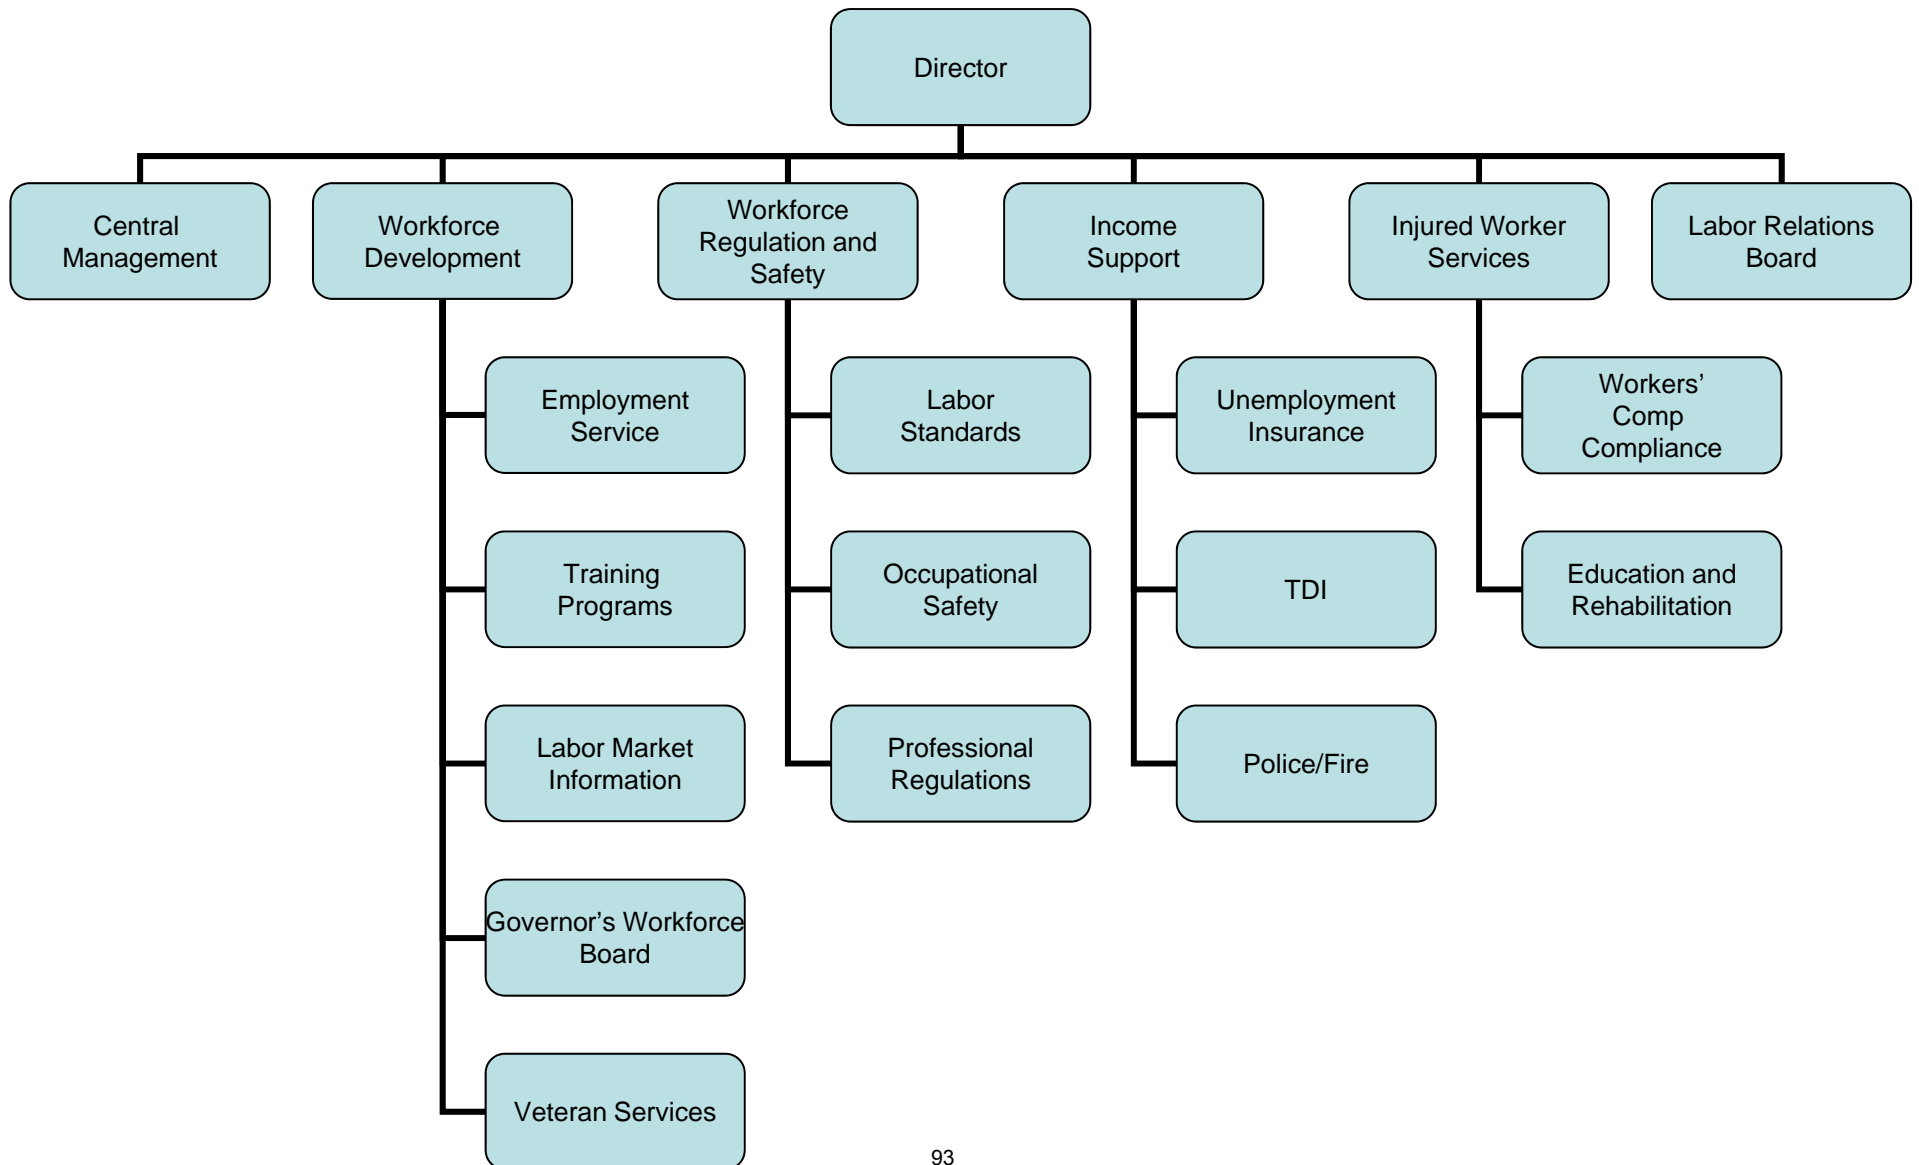 Director
Central
Management
Workforce
Development
Workforce
Regulation and
Safety
Income
Support
Injured Worker
Services
Labor Relations
Board
Employment
Service
Training
Programs
Labor Market
Information
Governor’s Workforce
Board
Veteran Services
Labor
Standards
Occupational
Safety
Professional
Regulations
Unemployment
Insurance
TDI
Police/Fire
Workers’
Comp
Compliance
Education and
Rehabilitation
93